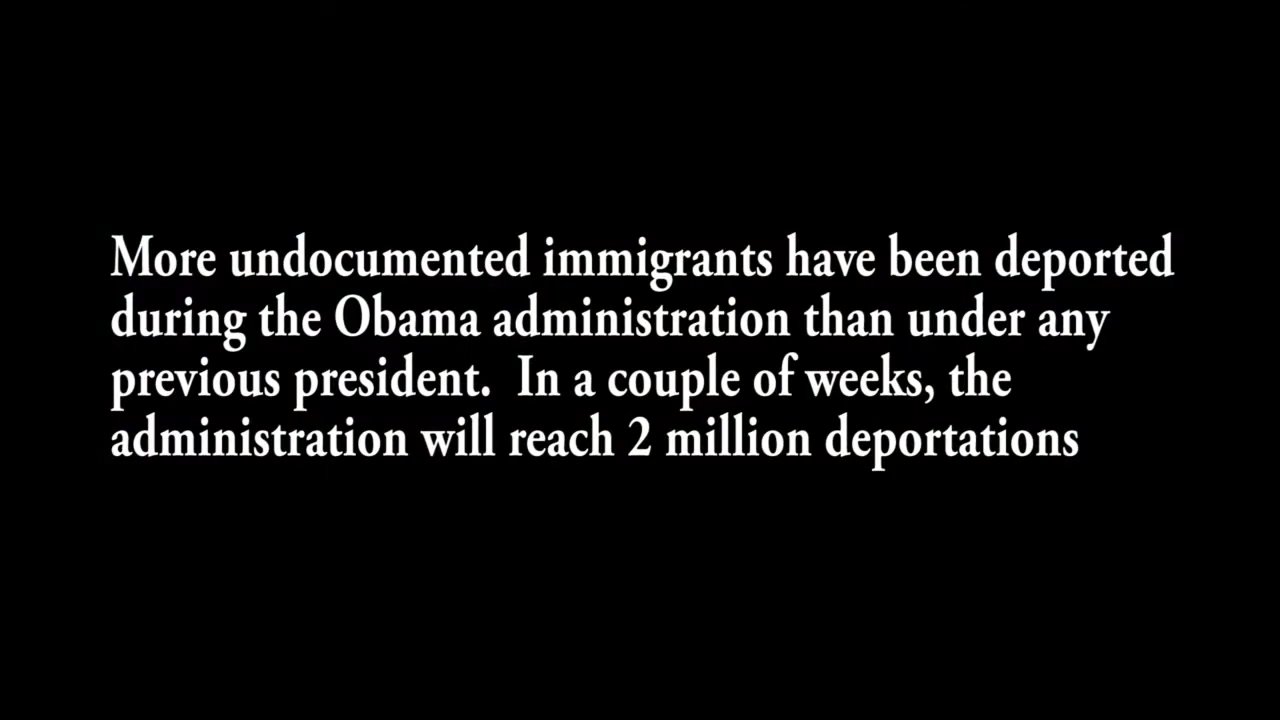 More undocumented immigrants have been deported
during the Obama administration than under any
previous president.  In a couple of weeks, the
administration will reach 2 million deportations